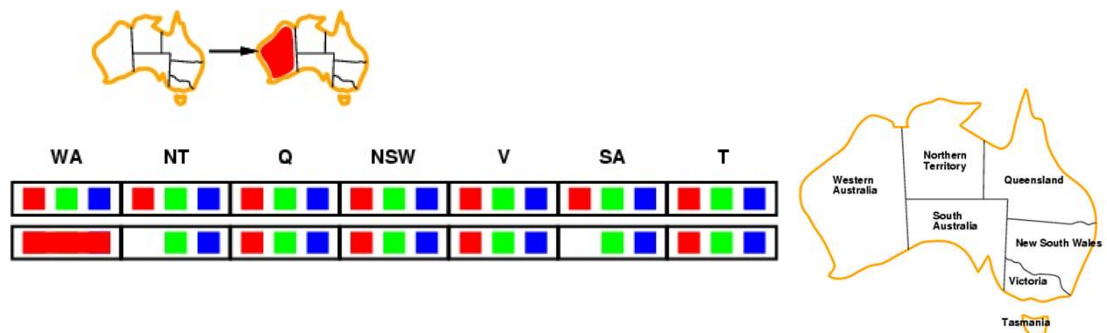 WA NT Q NSW V SA T
Northern
Territory
Western
Australia
Queensland
South
Australia
New South Wales
Victoria
Tasmania